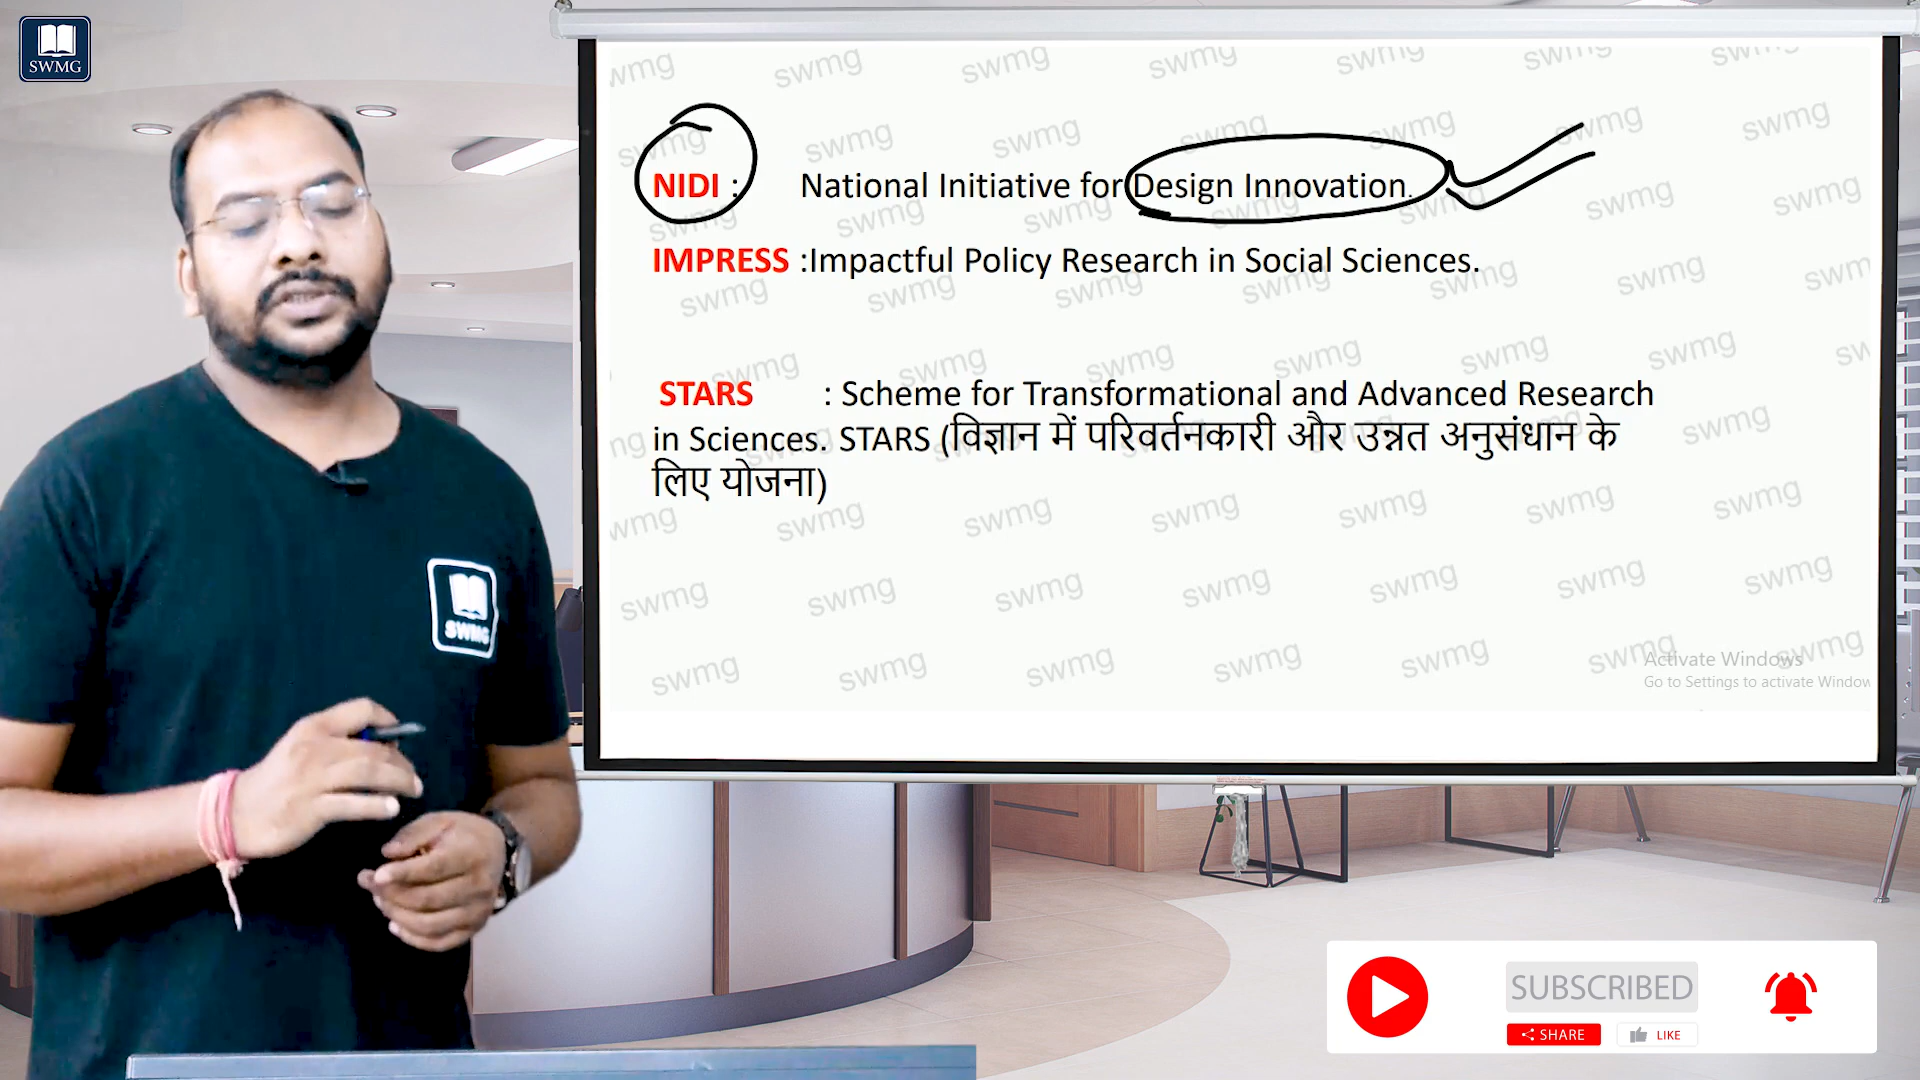 SWMG
NIDI : National Initiative for Design Innovation.
IMPRESS :Impactful Policy Research in Social Sciences.
STARS : Scheme for Transformational and Advanced Research
in Sciences. STARS (विज्ञान में परिवर्तनकारी और उन्नत अनुसंधान के
लिए योजना)
swmg
SWMG
Activate Windows
Go to Settings to activate Window
SUBSCRIBED
SHARE
LIKE